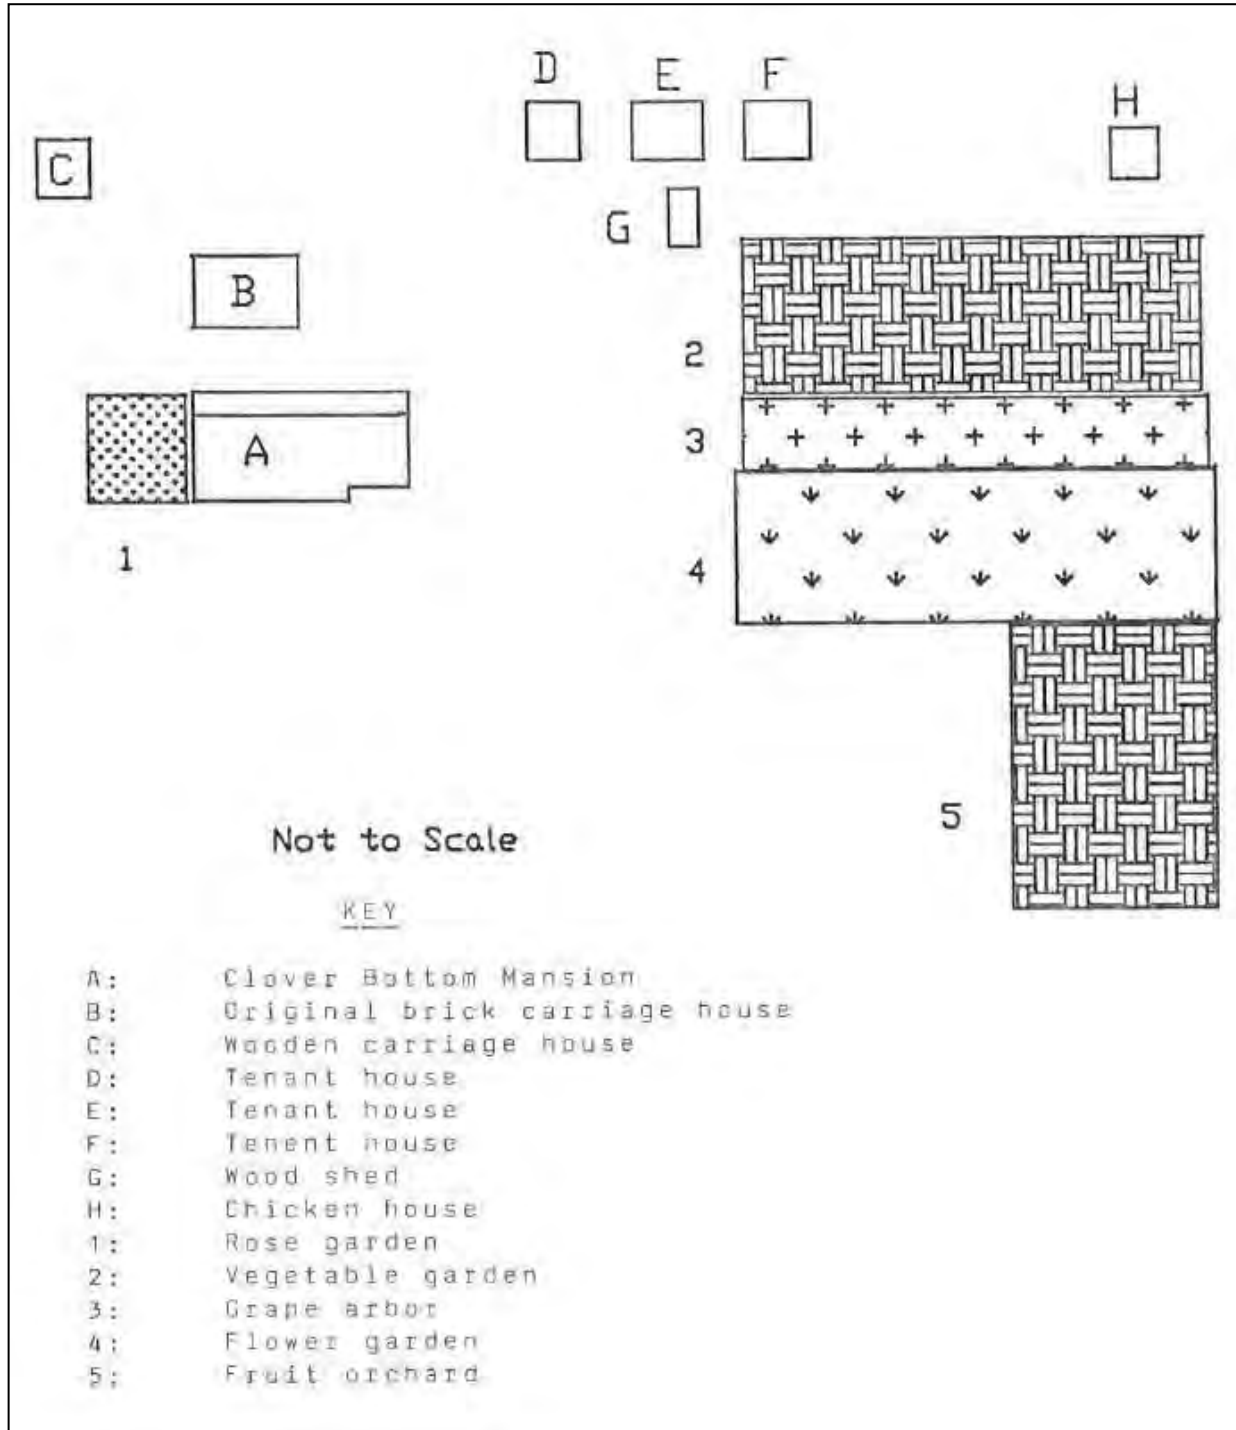 D E F
H
C
G
B
2
A
3
1
4
5
Not to Scale
KEY
A: Clover Bottom Mansion
B: Original brick carriage house
C: Wooden carriage house
D: Tenant house
E: Tenant house
F: Tenent house
G: Wood shed
H: Chicken house
1: Rose garden
2: Vegetable garden
3: Grape arbor
4: Flower garden
5: Fruit orchard